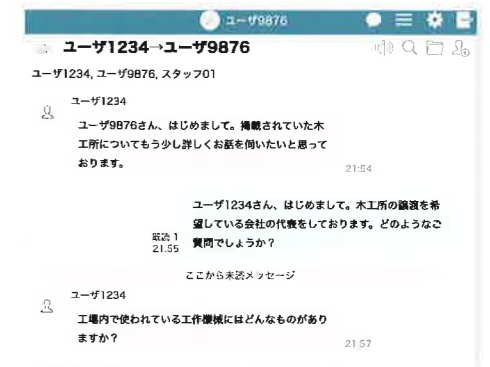 ユーザ9876
ユーザ1234→ユーザ9876
ユーザ1234, ユーザ9876, スタッフ01
ユーザ1234
ユーザ9876さん、はじめまして。掲載されていた木
工所についてもう少し詳しくお話を伺いたいと思って
おります。
21:54
ユーザ1234さん、はじめまして。木工所の譲渡を希
望している会社の代表をしております。どのようなご
質問でしょうか？
既読 1
21:55
ここから未読メッセージ
ユーザ1234
工場内で使われている工作機械にはどんなものがあり
ますか？
21:57